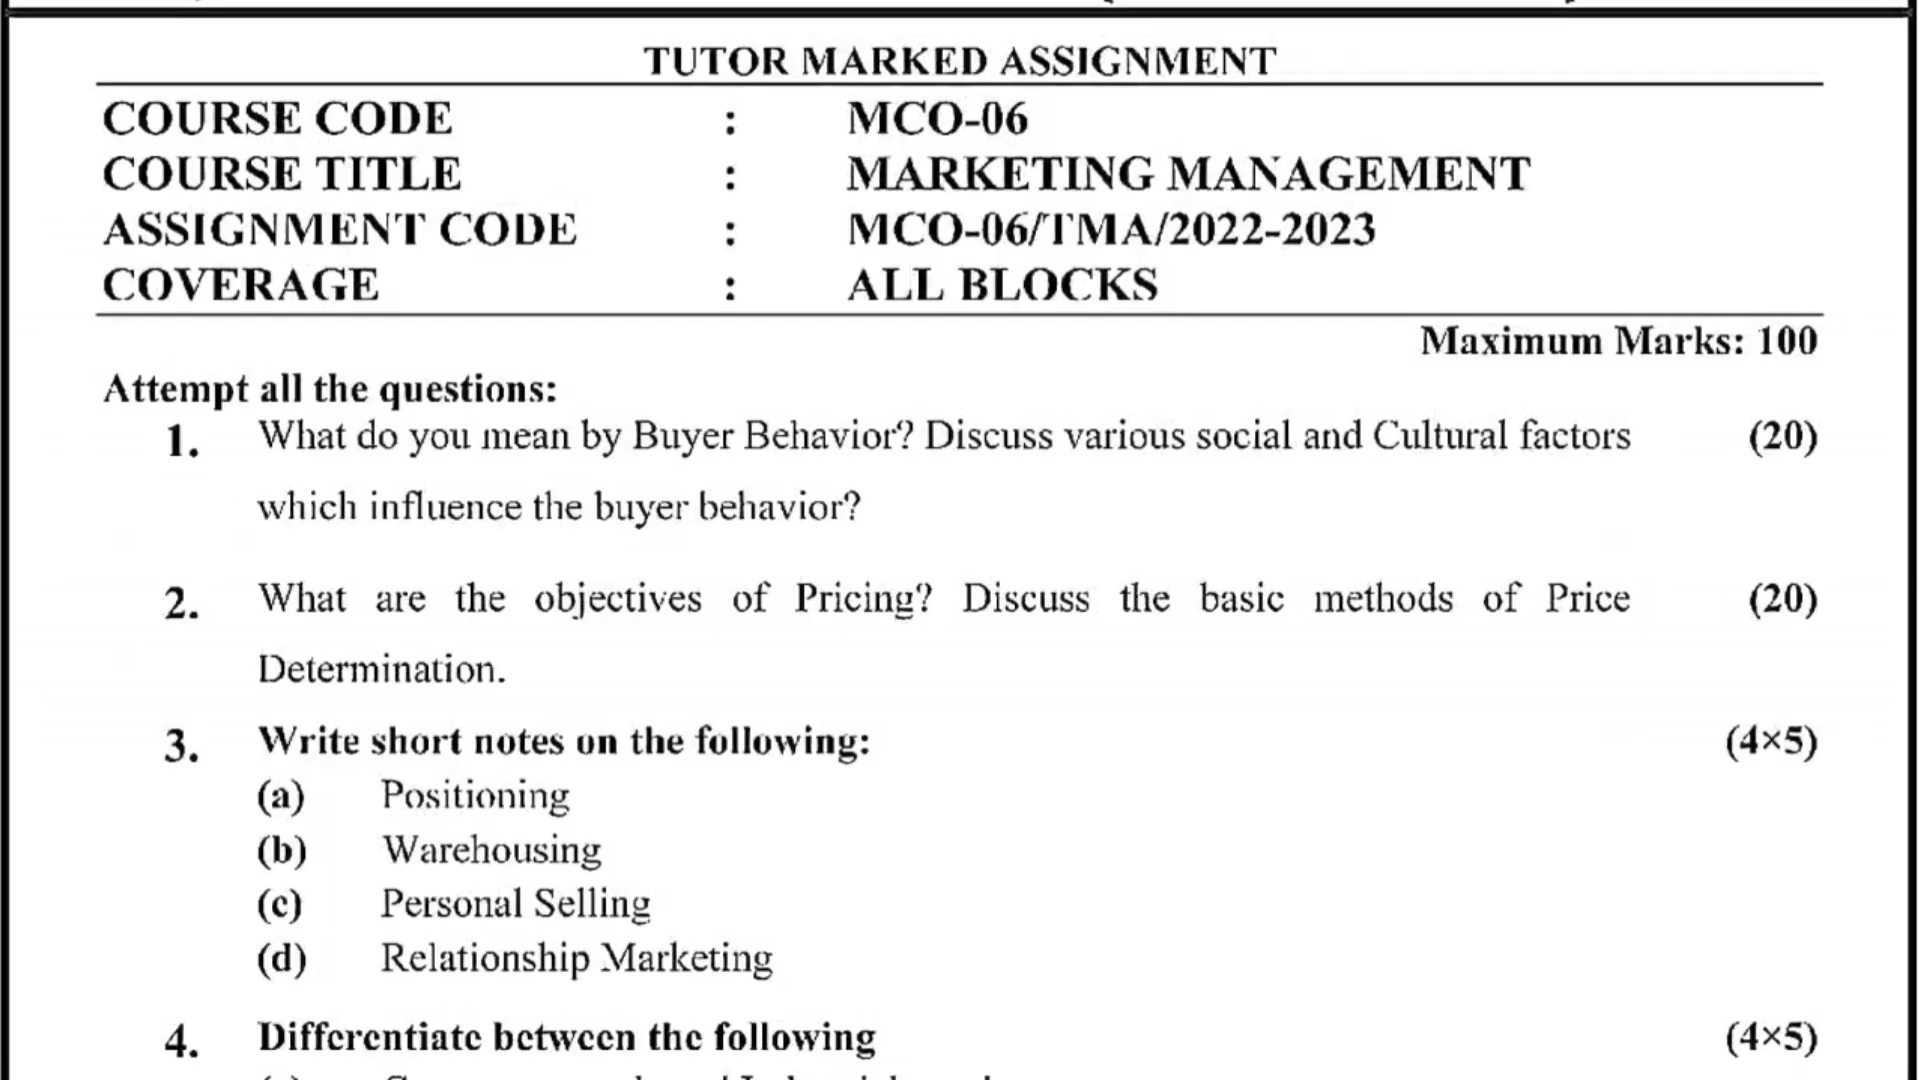 TUTOR MARKED ASSIGNMENT
COURSE CODE : MCO-06
COURSE TITLE : MARKETING MANAGEMENT
ASSIGNMENT CODE : MCO-06/TMA/2022-2023
COVERAGE : ALL BLOCKS
Maximum Marks: 100
Attempt all the questions:
1. What do you mean by Buyer Behavior? Discuss various social and Cultural factors (20)
which influence the buyer behavior?
2. What are the objectives of Pricing? Discuss the basic methods of Price (20)
Determination.
3. Write short notes on the following: (4×5)
(a) Positioning
(b) Warehousing
(c) Personal Selling
(d) Relationship Marketing
4. Differentiate between the following (4×5)